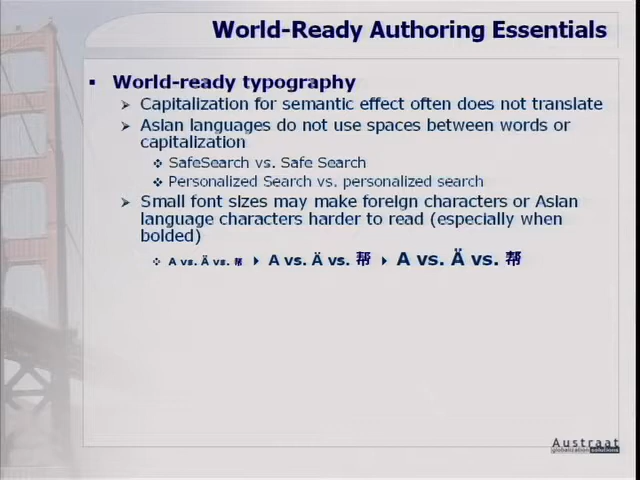 World-Ready Authoring Essentials
▪ World-ready typography
➢ Capitalization for semantic effect often does not translate
➢ Asian languages do not use spaces between words or
capitalization
❖ SafeSearch vs. Safe Search
❖ Personalized Search vs. personalized search
➢ Small font sizes may make foreign characters or Asian
language characters harder to read (especially when
bolded)
❖ A vs. Ä vs. 帮 ▸ A vs. Ä vs. 帮 ▸ A vs. Ä vs. 帮
Austraat
globalization solutions